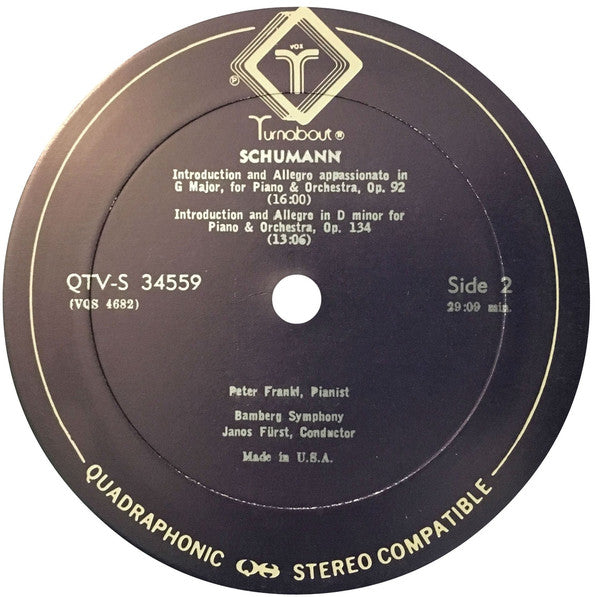 VOX
T
℗
Turnabout ®
SCHUMANN
Introduction and Allegro appassionato in
G Major, for Piano & Orchestra, Op. 92
(16:00)
Introduction and Allegro in D minor for
Piano & Orchestra, Op. 134
(13:06)
QTV-S 34559
(VQS 4682)
Side 2
29:09 min.
Peter Frankl, Pianist
Bamberg Symphony
Janos Fürst, Conductor
Made in U.S.A.
QUADRAPHONIC QS STEREO COMPATIBLE